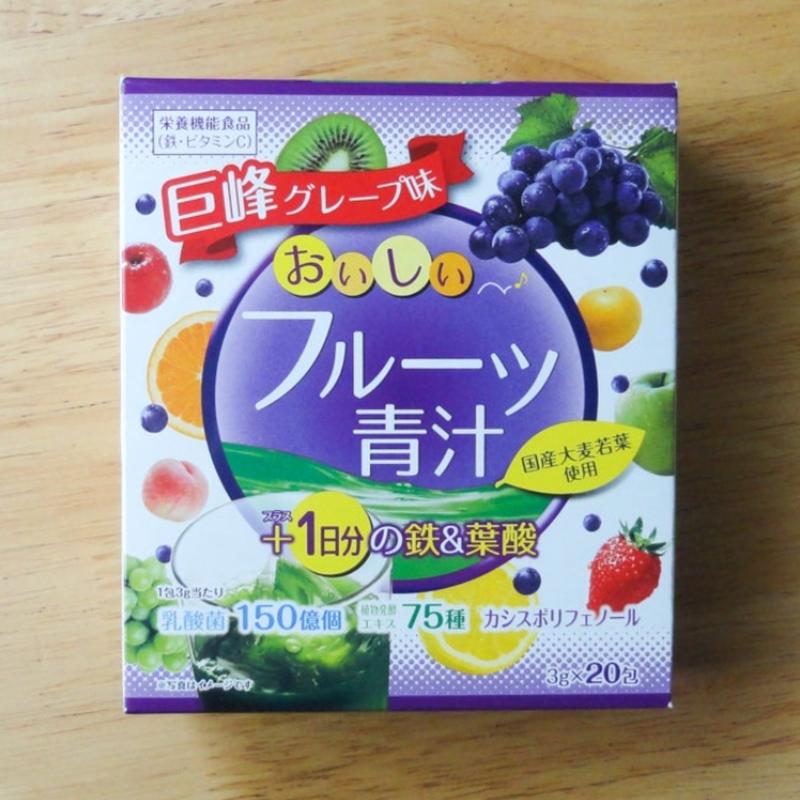 栄養機能食品
(鉄・ビタミンC)
巨峰グレープ味
おいしい
フルーツ
青汁
国産大麦若葉
使用
プラス
+1日分の鉄&葉酸
1包3g当たり
乳酸菌 150億個 植物発酵エキス 75種 カシスポリフェノール
※写真はイメージです
3g×20包